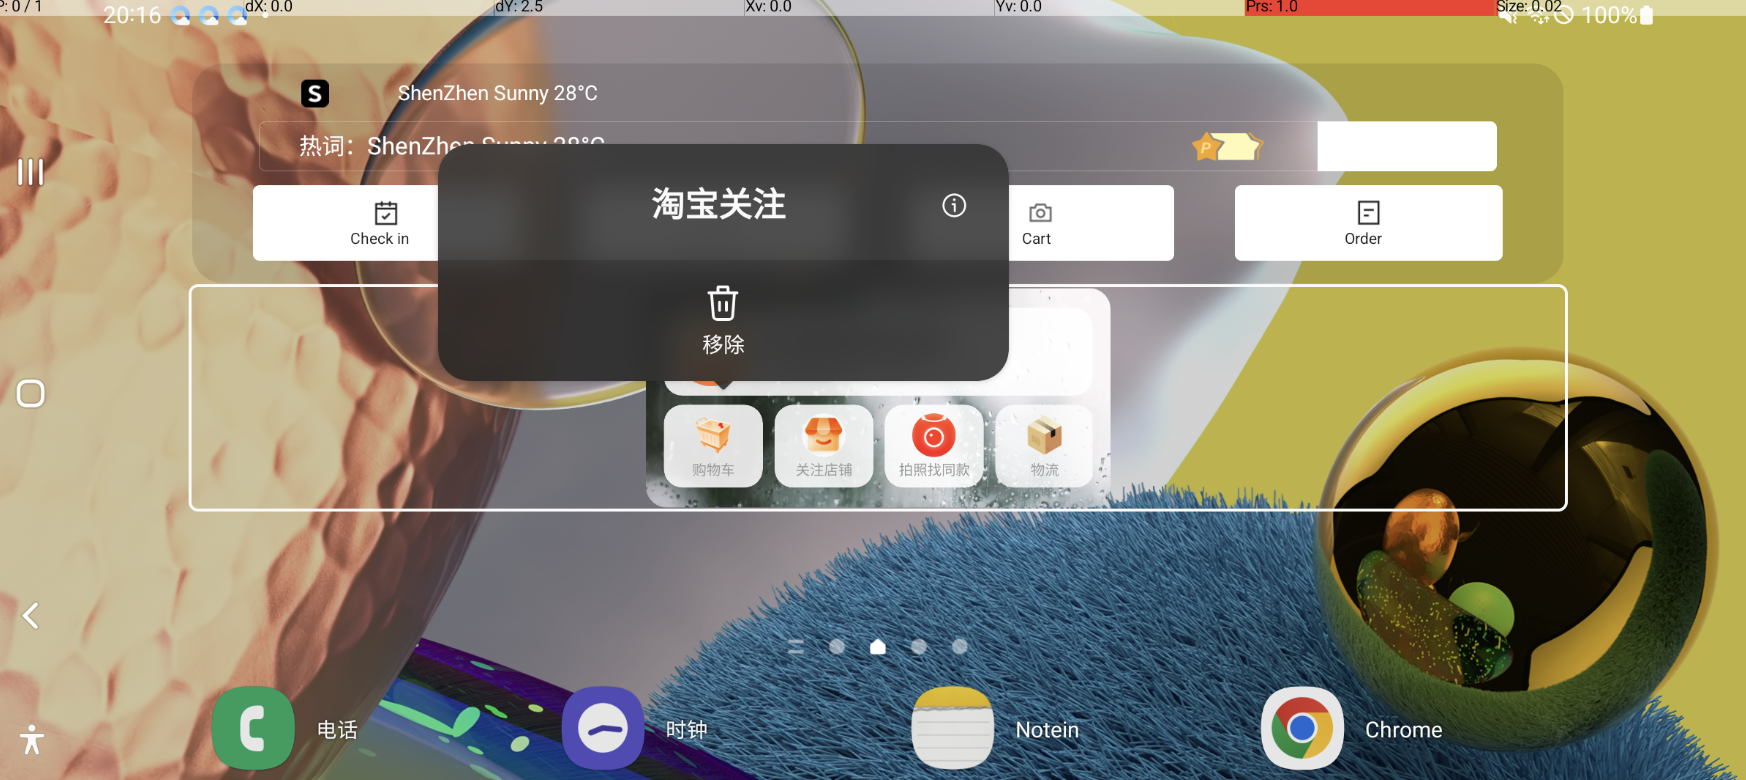 P: 0 / 1
dX: 0.0
dY: 2.5
Xv: 0.0
Yv: 0.0
Prs: 1.0
Size: 0.02
20:16
100%
S
ShenZhen Sunny 28°C
热词：ShenZhen Sunny 28°C
P
Check in
Cart
Order
淘宝关注
移除
购物车
关注店铺
拍照找同款
物流
电话
时钟
Notein
Chrome